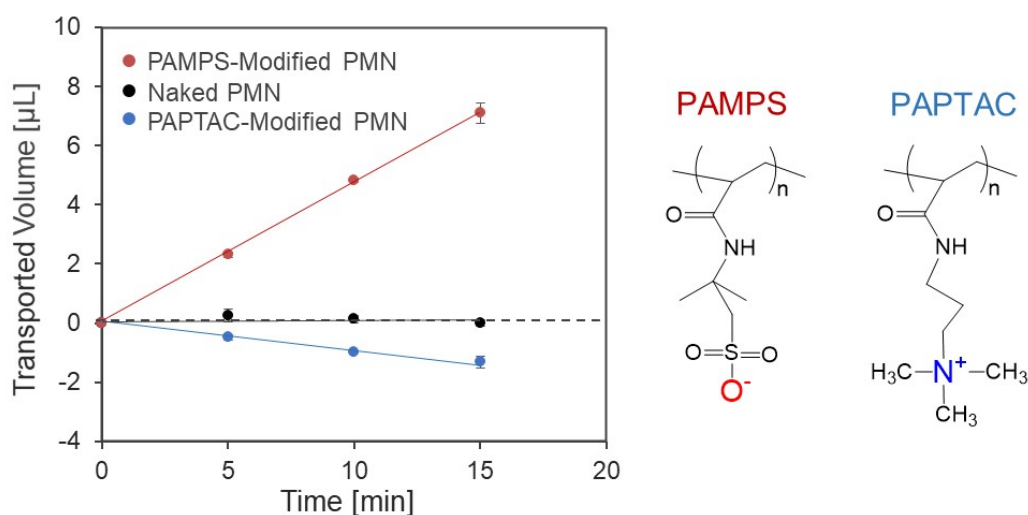 10
8
6
4
2
0
-2
-4
Transported Volume [µL]
PAMPS-Modified PMN
Naked PMN
PAPTAC-Modified PMN
0 5 10 15 20
Time [min]
PAMPS
n
O
NH
O S O
O-
PAPTAC
n
O
NH
H3C N+ CH3
CH3